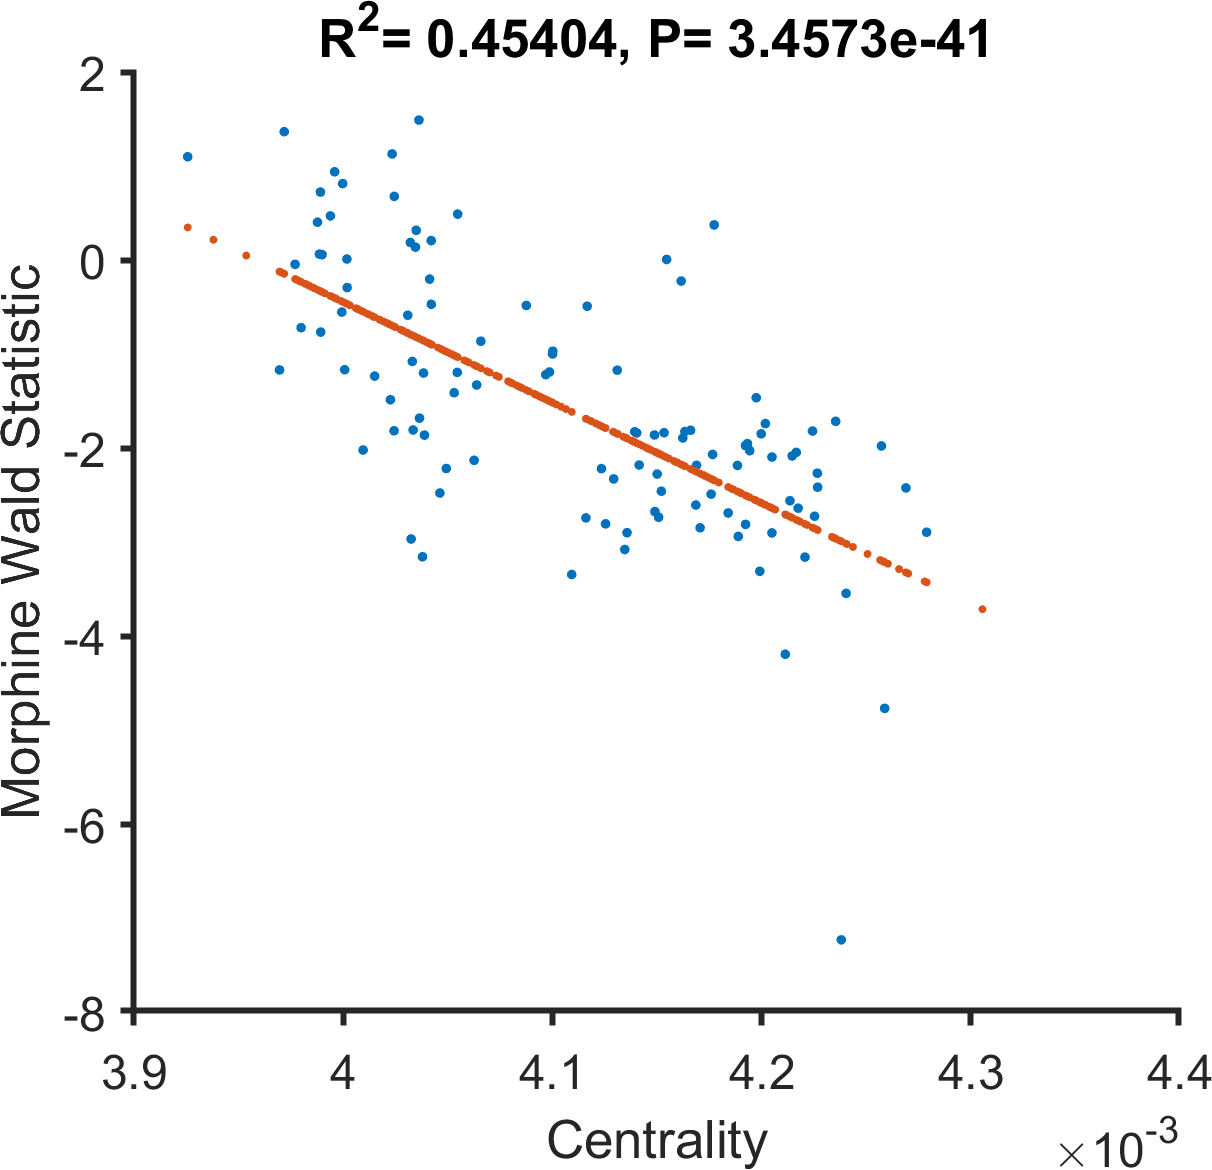 R²= 0.45404, P= 3.4573e-41
Morphine Wald Statistic
2
0
-2
-4
-6
-8
3.9 4 4.1 4.2 4.3 4.4
Centrality
×10⁻³